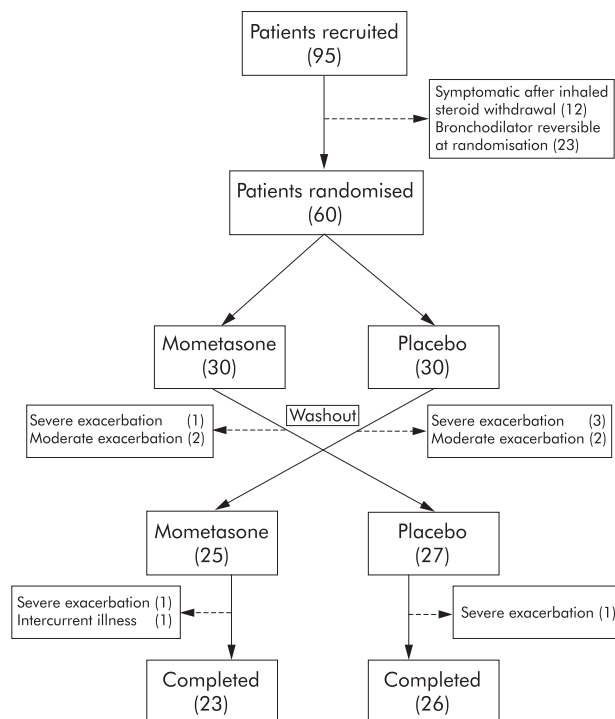 Patients recruited
(95)
Symptomatic after inhaled
steroid withdrawal (12)
Bronchodilator reversible
at randomisation (23)
Patients randomised
(60)
Mometasone
(30)
Placebo
(30)
Severe exacerbation (1)
Moderate exacerbation (2)
Washout
Severe exacerbation (3)
Moderate exacerbation (2)
Mometasone
(25)
Placebo
(27)
Severe exacerbation (1)
Intercurrent illness (1)
Severe exacerbation (1)
Completed
(23)
Completed
(26)